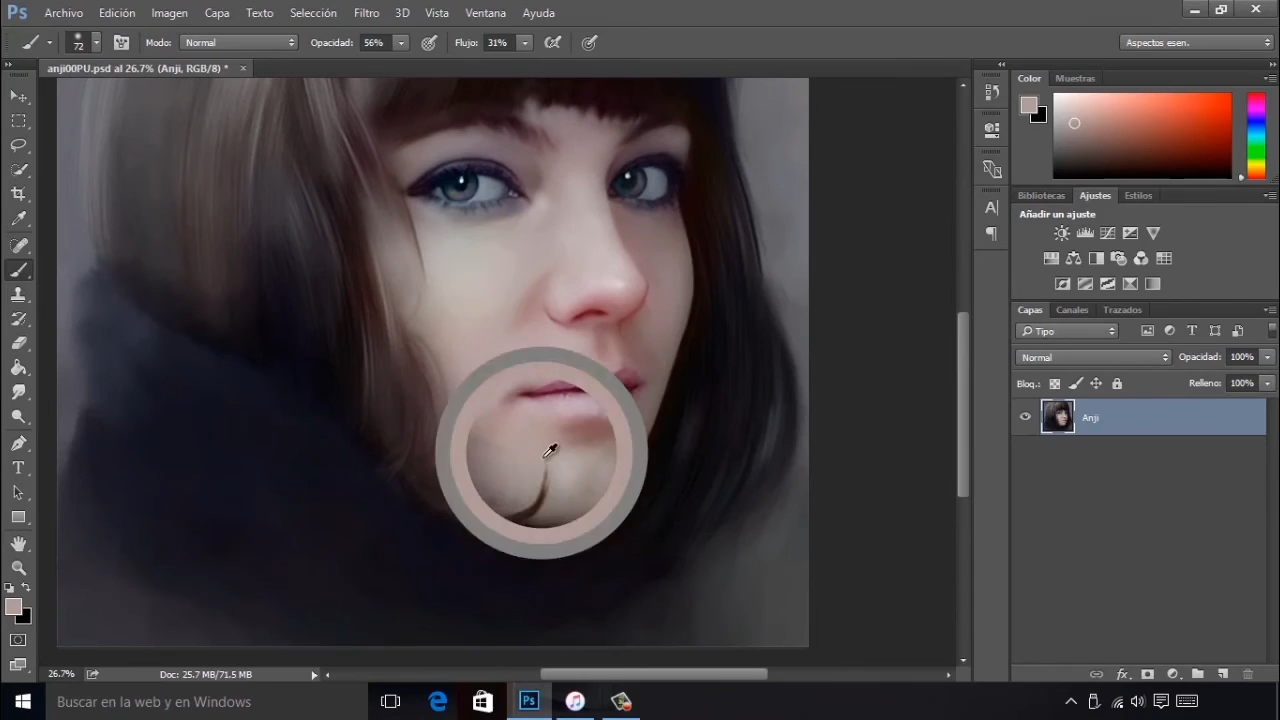 Ps Archivo Edición Imagen Capa Texto Selección Filtro 3D Vista Ventana Ayuda
72 Modo: Normal Opacidad: 56% Flujo: 31% Aspectos esen.
anji00PU.psd al 26.7% (Anji, RGB/8) * ×
Color Muestras
Bibliotecas Ajustes Estilos
Añadir un ajuste
Capas Canales Trazados
Tipo
Normal Opacidad: 100%
Bloq.: Relleno: 100%
Anji
26.7% Doc: 25.7 MB/71.5 MB
Buscar en la web y en Windows Ps